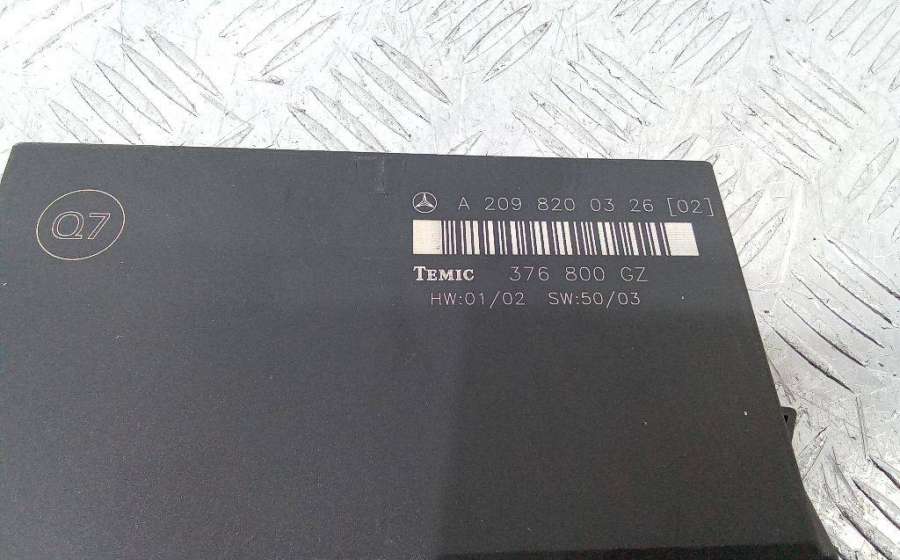 Q7
A 209 820 03 26 [02]
TEMIC 376 800 GZ
HW:01/02 SW:50/03